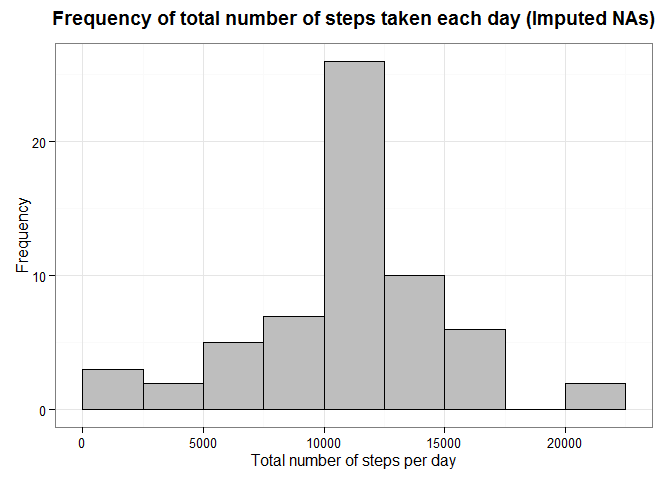 Frequency of total number of steps taken each day (Imputed NAs)
20
10
0
Frequency
0 5000 10000 15000 20000
Total number of steps per day